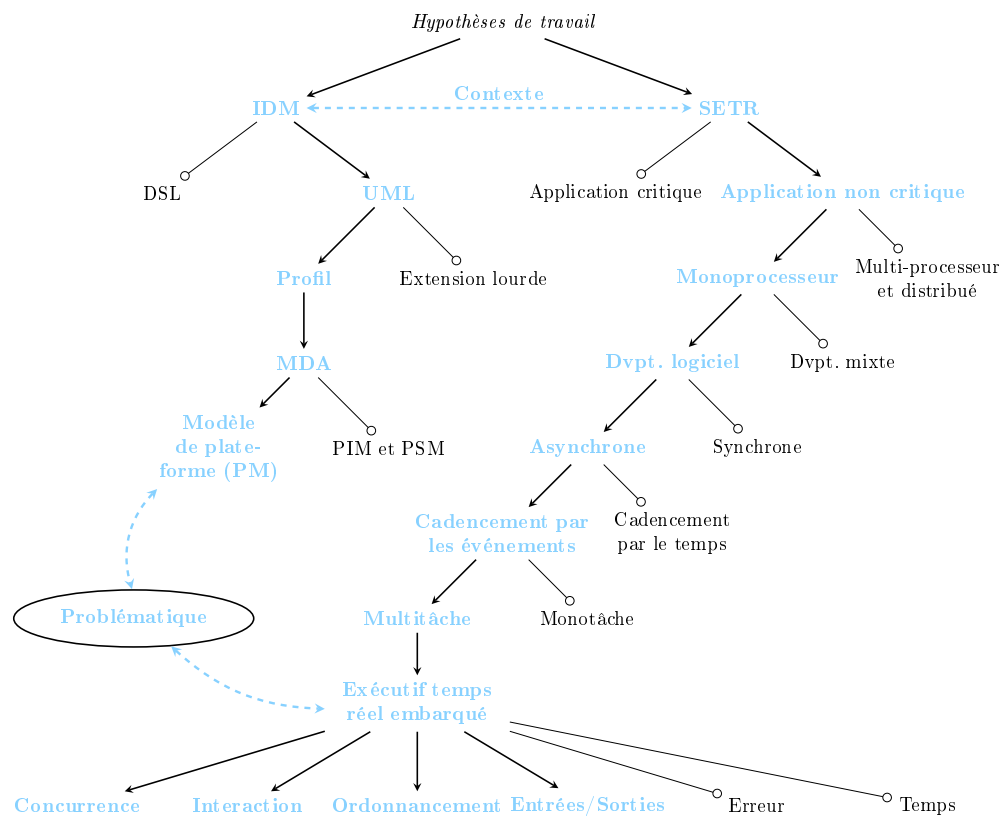 Hypothèses de travail
Contexte
IDM
SETR
DSL
UML
Application critique
Application non critique
Profil
Extension lourde
Monoprocesseur
Multi-processeur
et distribué
MDA
PIM et PSM
Dvpt. logiciel
Dvpt. mixte
Modèle
de plate-
forme (PM)
Asynchrone
Synchrone
Cadencement par
les événements
Cadencement
par le temps
Problématique
Multitâche
Monotâche
Exécutif temps
réel embarqué
Concurrence
Interaction
Ordonnancement
Entrées/Sorties
Erreur
Temps